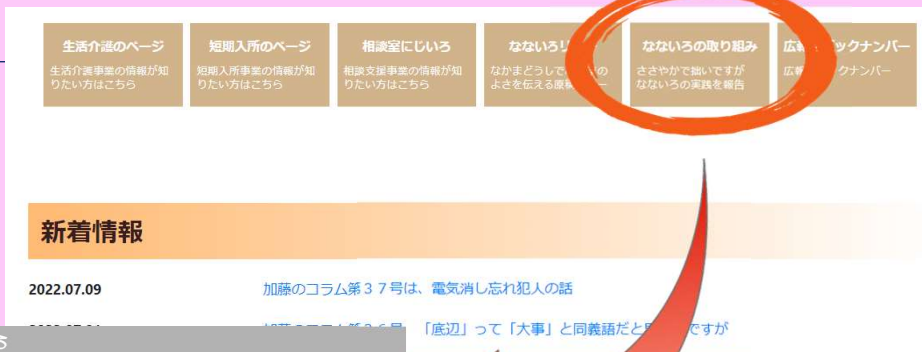 生活介護のページ
生活介護事業の情報が知
りたい方はこちら
短期入所のページ
短期入所事業の情報が知
りたい方はこちら
相談室にじいろ
相談支援事業の情報が知
りたい方はこちら
なないろ
なかまどうしで
よさを伝える原稿
なないろの取り組み
ささやかで拙いですが
なないろの実践を報告
広報 ックナンバー
広報 クナンバー
新着情報
2022.07.09
加藤のコラム第37号は、電気消し忘れ犯人の話
「底辺」って「大事」と同義語だと ですが